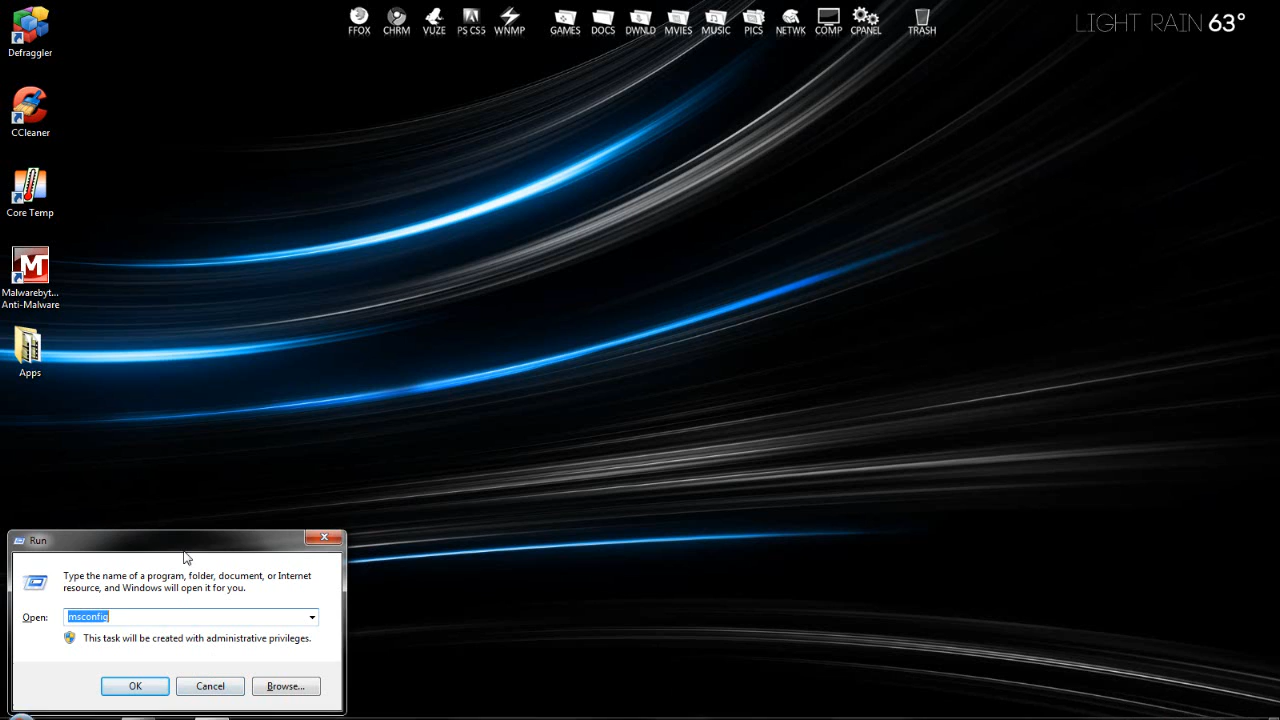 FFOX CHRM VUZE PS CS5 WNMP GAMES DOCS DWNLD MVIES MUSIC PICS NETWK COMP CPANEL TRASH
LIGHT RAIN 63°
Defraggler
CCleaner
Core Temp
M
Malwarebyt...
Anti-Malware
Apps
Run
Type the name of a program, folder, document, or Internet
resource, and Windows will open it for you.
Open: msconfig
This task will be created with administrative privileges.
OK Cancel Browse...